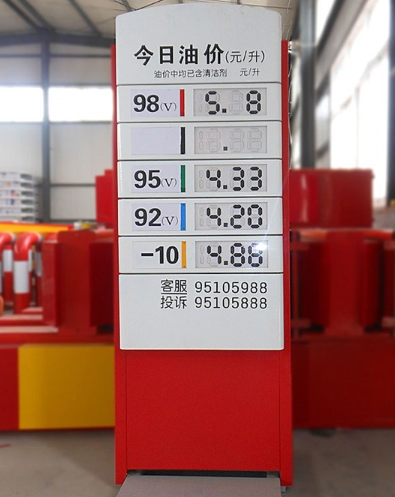 今日油价(元/升)
油价中均已含清洁剂 元/升
98(V) 5. 8
.
95(V) 4.33
92(V) 4.20
-10 4.88
客服 95105988
投诉 95105888